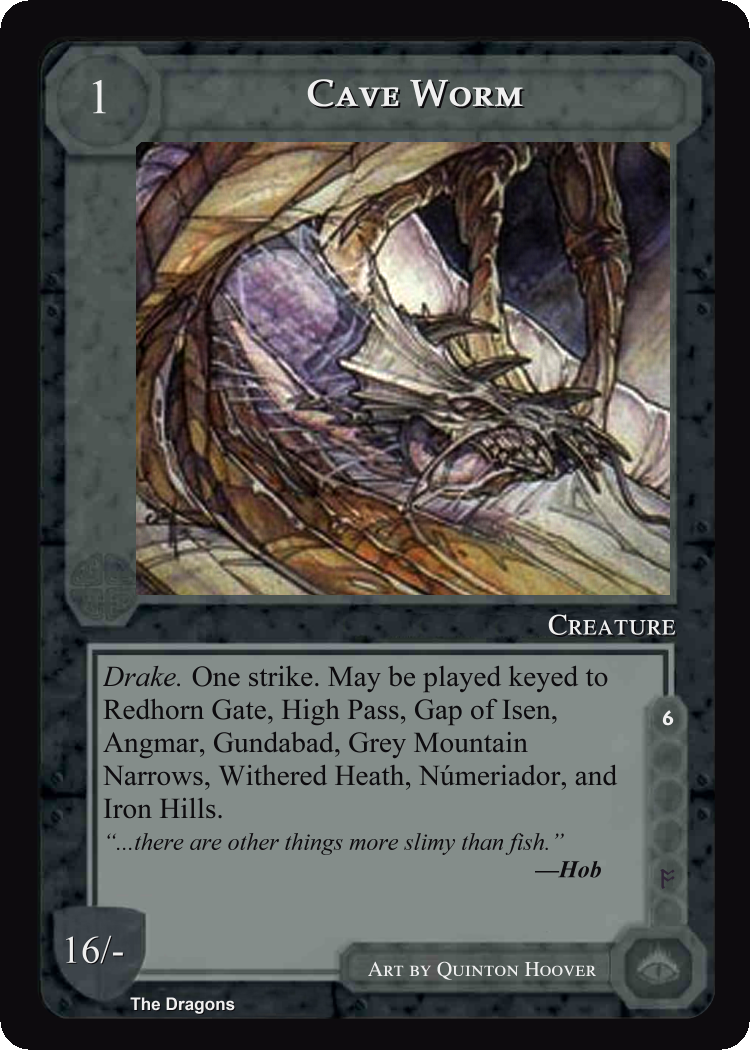 1
CAVE WORM
CREATURE
Drake. One strike. May be played keyed to
Redhorn Gate, High Pass, Gap of Isen,
Angmar, Gundabad, Grey Mountain
Narrows, Withered Heath, Númeriador, and
Iron Hills.
“...there are other things more slimy than fish.”
—Hob
6
16/-
ART BY QUINTON HOOVER
The Dragons